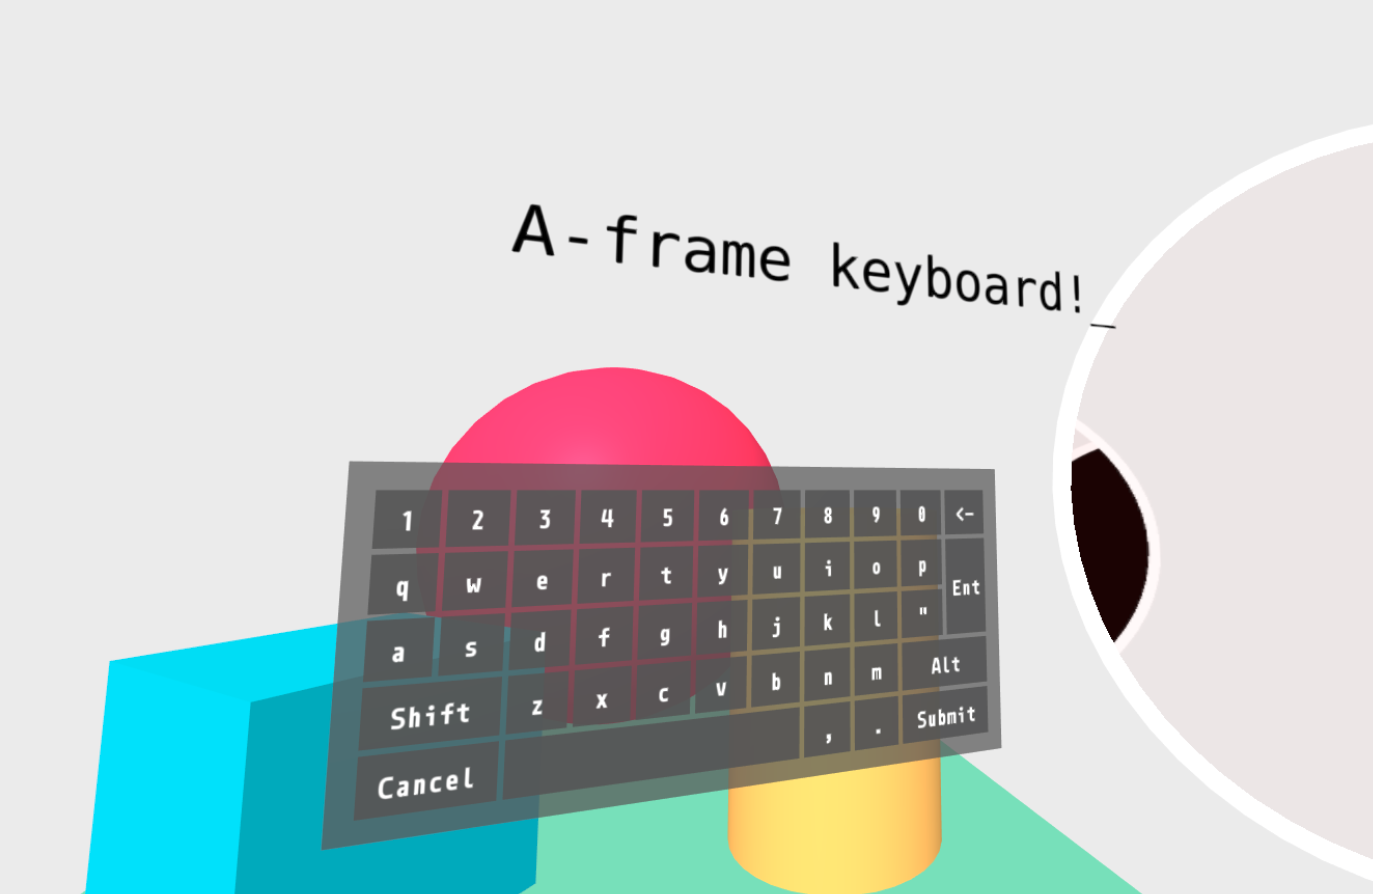 A-frame keyboard!_
1 2 3 4 5 6 7 8 9 0 <-
q w e r t y u i o p Ent
a s d f g h j k l "
Shift z x c v b n m Alt
Cancel , . Submit